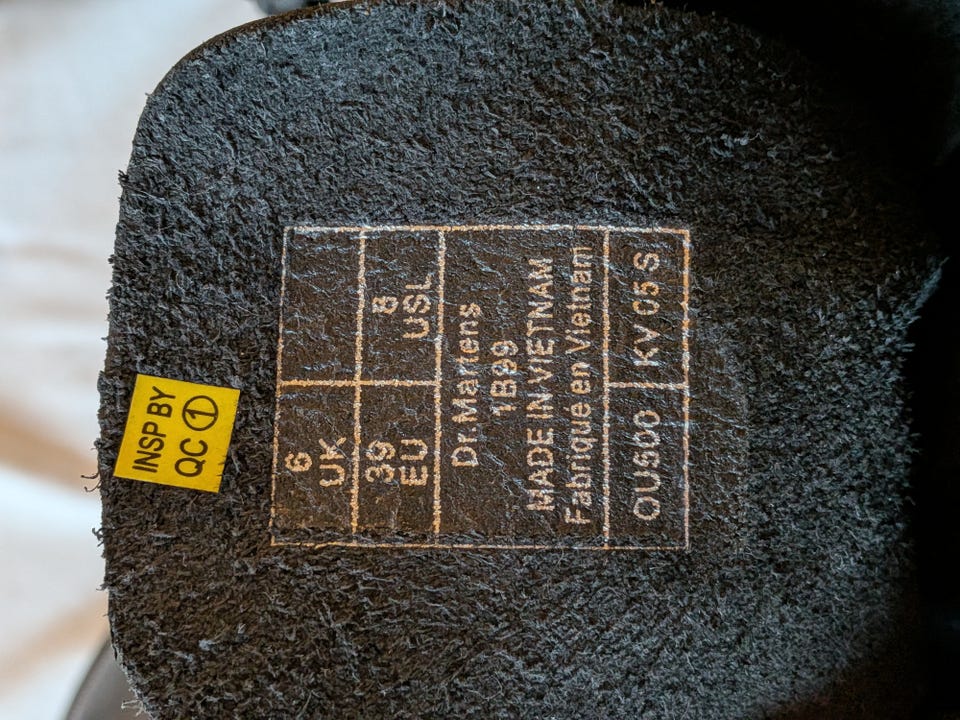 INSP BY
QC 1
6
UK
39
EU
8
USL
Dr.Martens
1B99
MADE IN VIETNAM
Fabriqué en Vietnam
OU500
KV 05 S